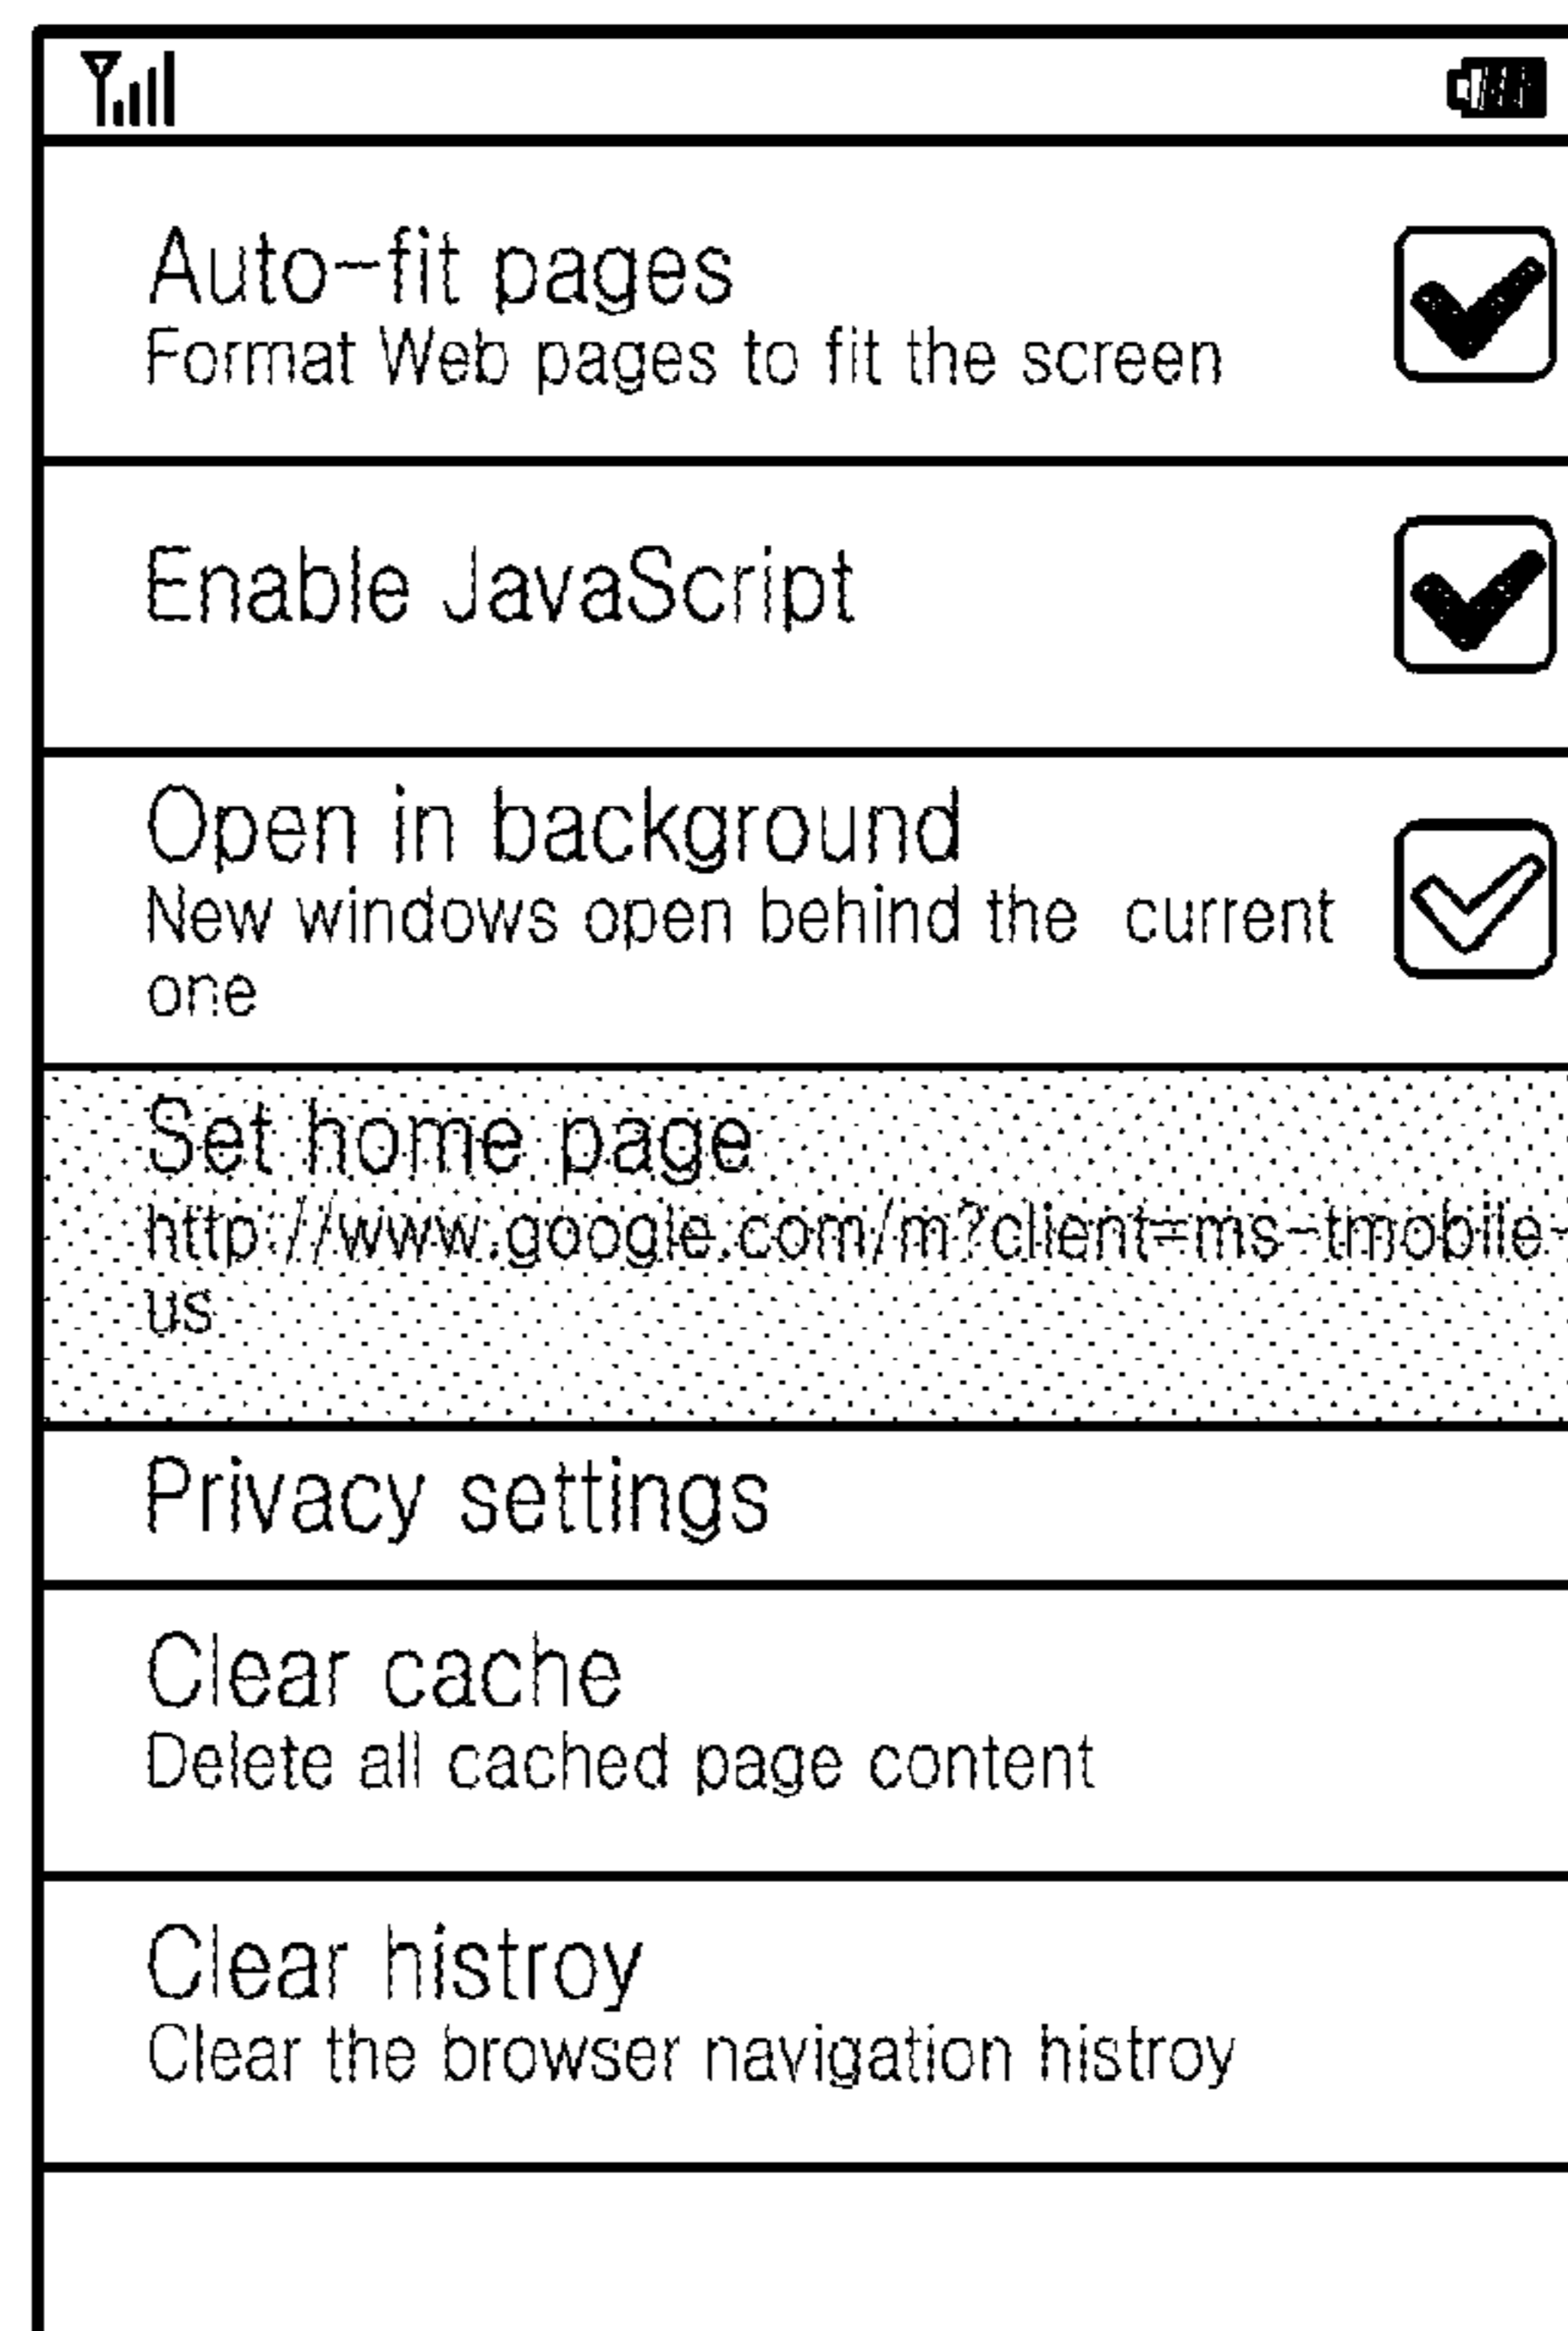 Auto-fit pages
Format Web pages to fit the screen
Enable JavaScript
Open in background
New windows open behind the current
one
Set home page
http://www.google.com/m?client=ms-tmobile-
us
Privacy settings
Clear cache
Delete all cached page content
Clear histroy
Clear the browser navigation histroy